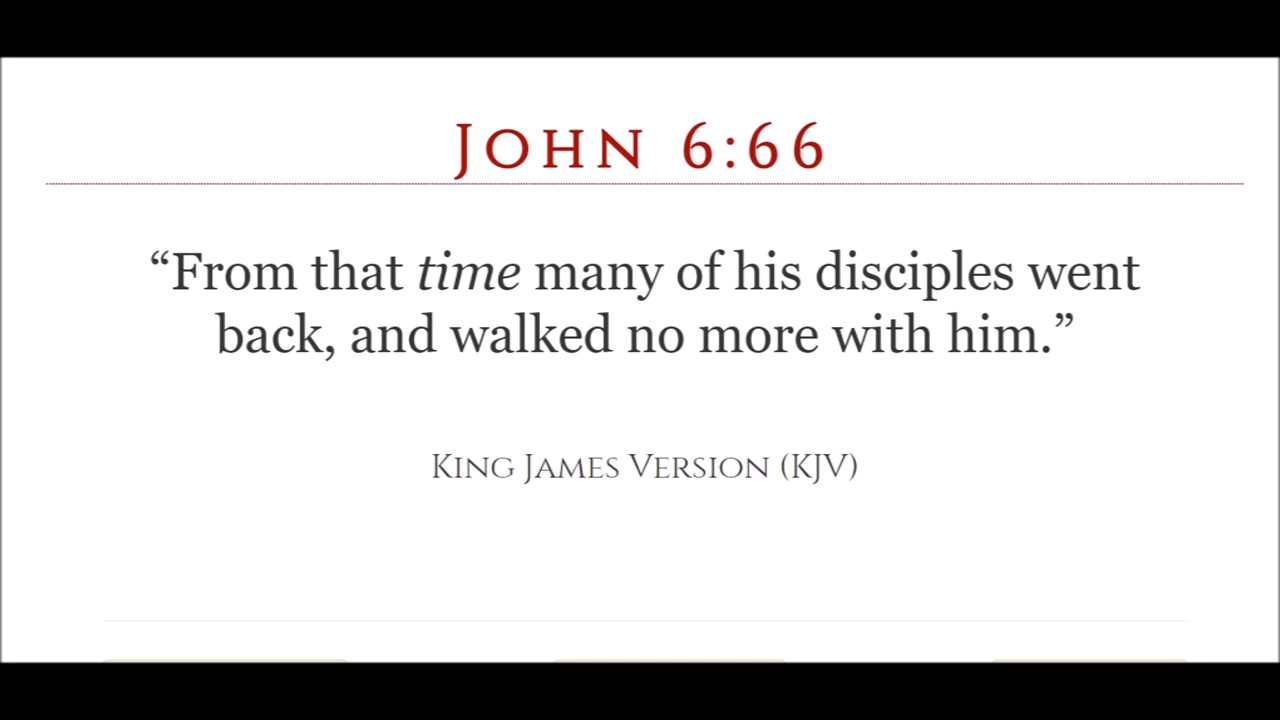 John 6:66
“From that time many of his disciples went
back, and walked no more with him.”
King James Version (KJV)